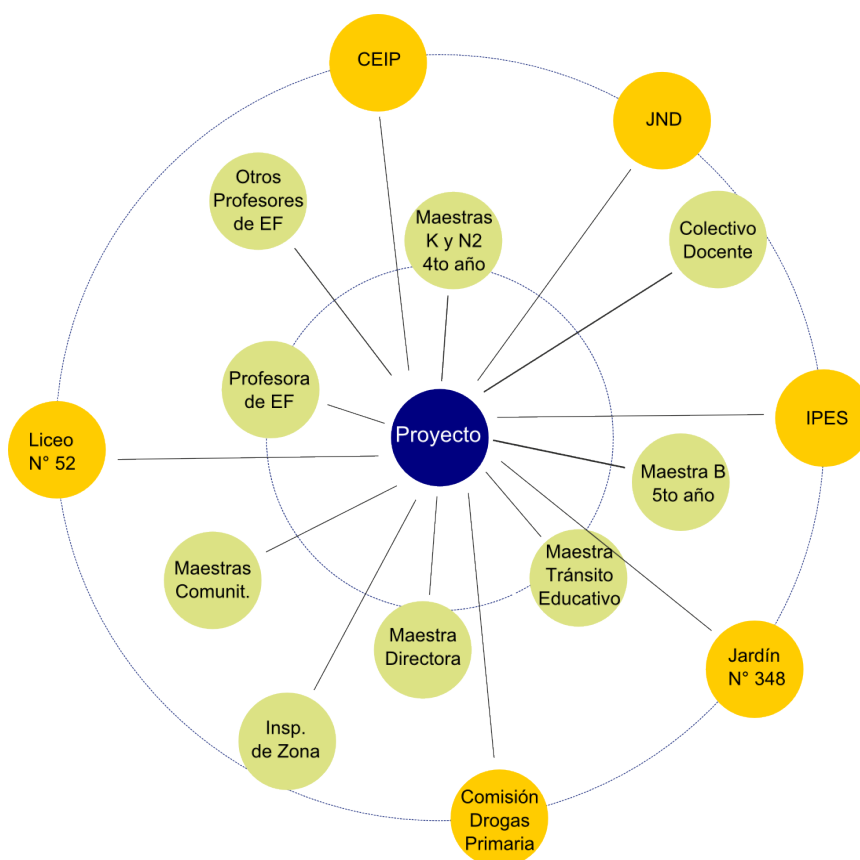 CEIP
JND
Otros
Profesores
de EF
Maestras
K y N2
4to año
Colectivo
Docente
Profesora
de EF
IPES
Proyecto
Liceo
N° 52
Maestra B
5to año
Maestras
Comunit.
Maestra
Tránsito
Educativo
Maestra
Directora
Jardín
N° 348
Insp.
de Zona
Comisión
Drogas
Primaria